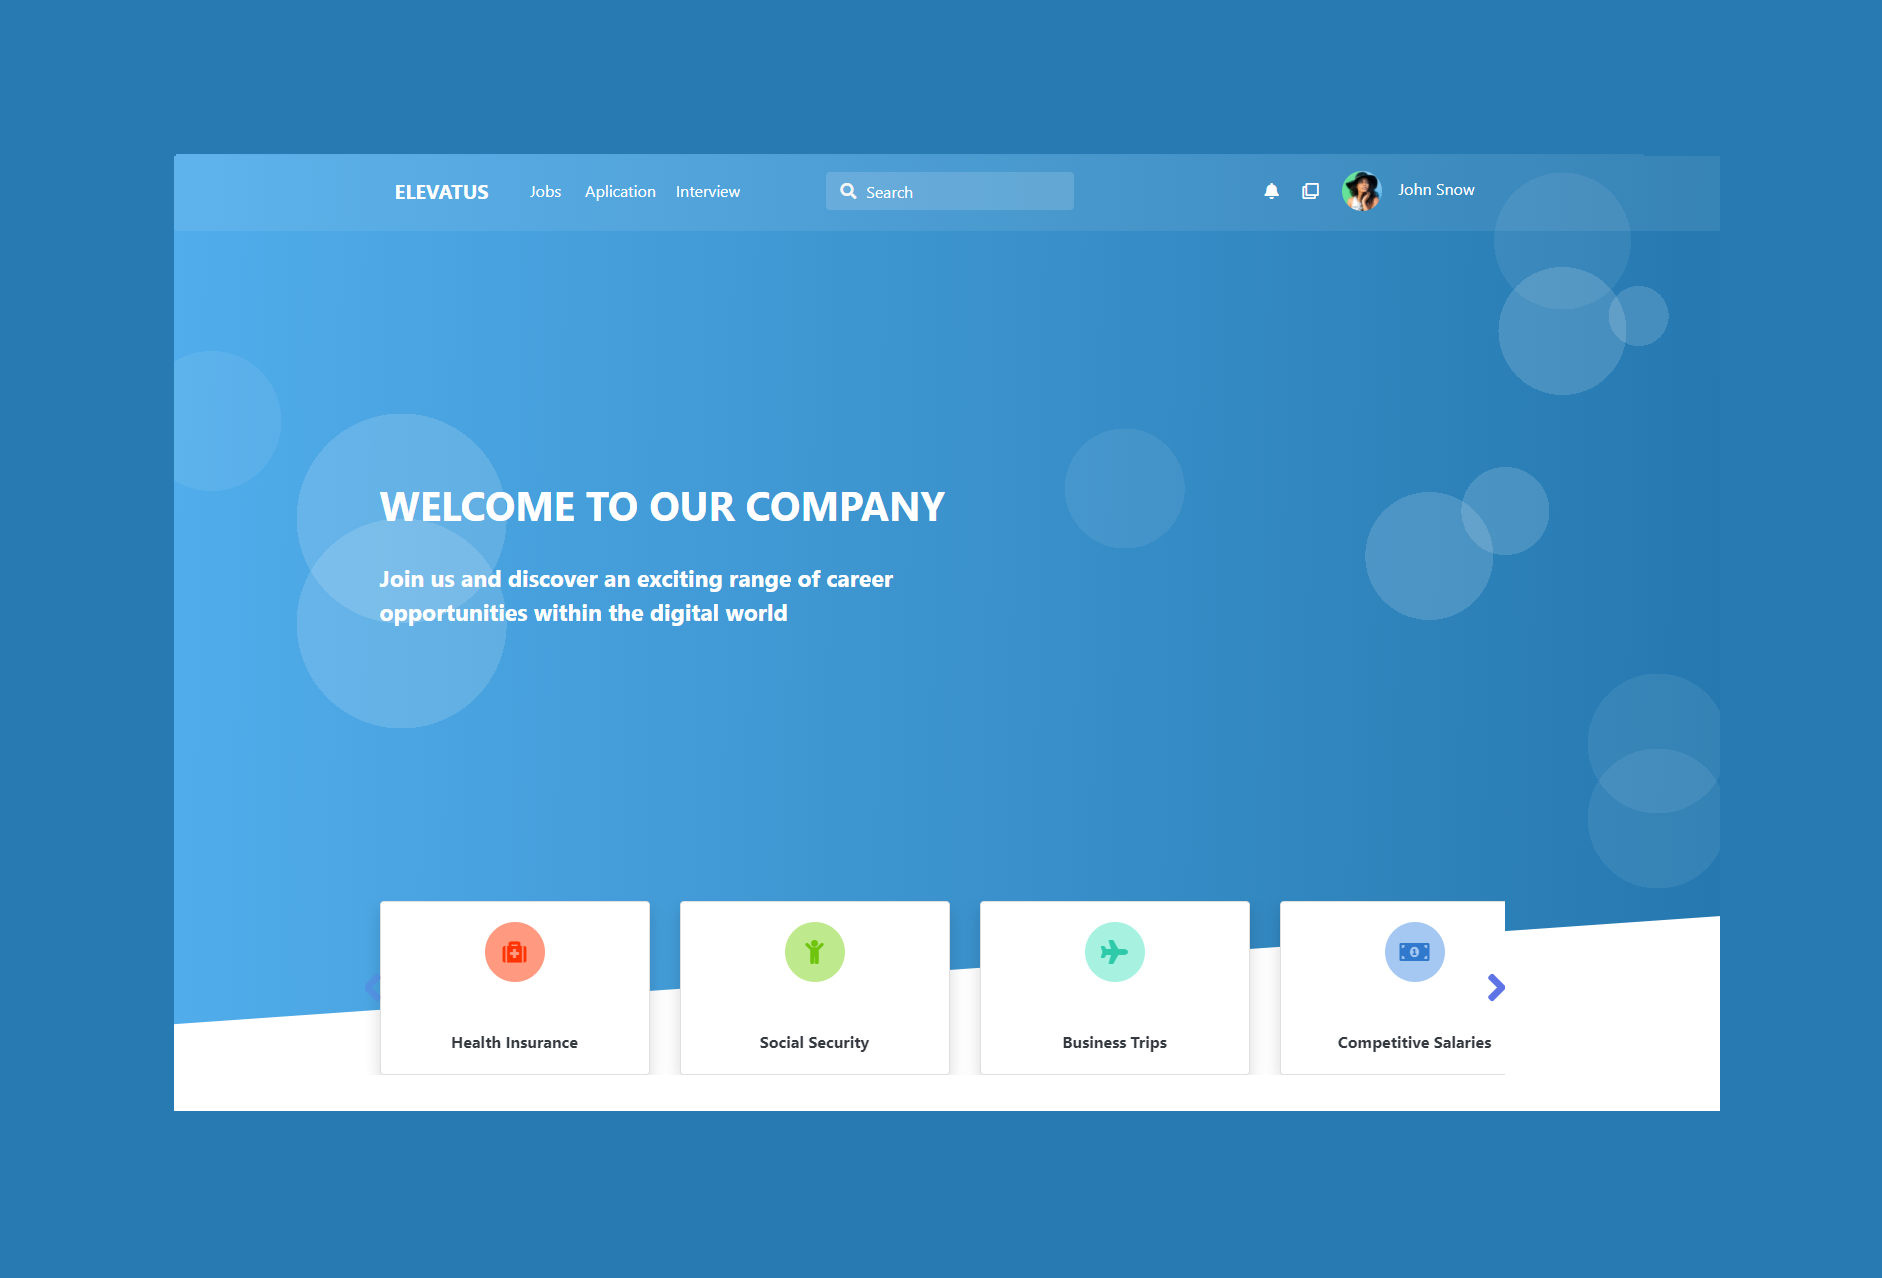 ELEVATUS Jobs Aplication Interview Search John Snow
WELCOME TO OUR COMPANY
Join us and discover an exciting range of career
opportunities within the digital world
Health Insurance Social Security Business Trips 1 Competitive Salaries